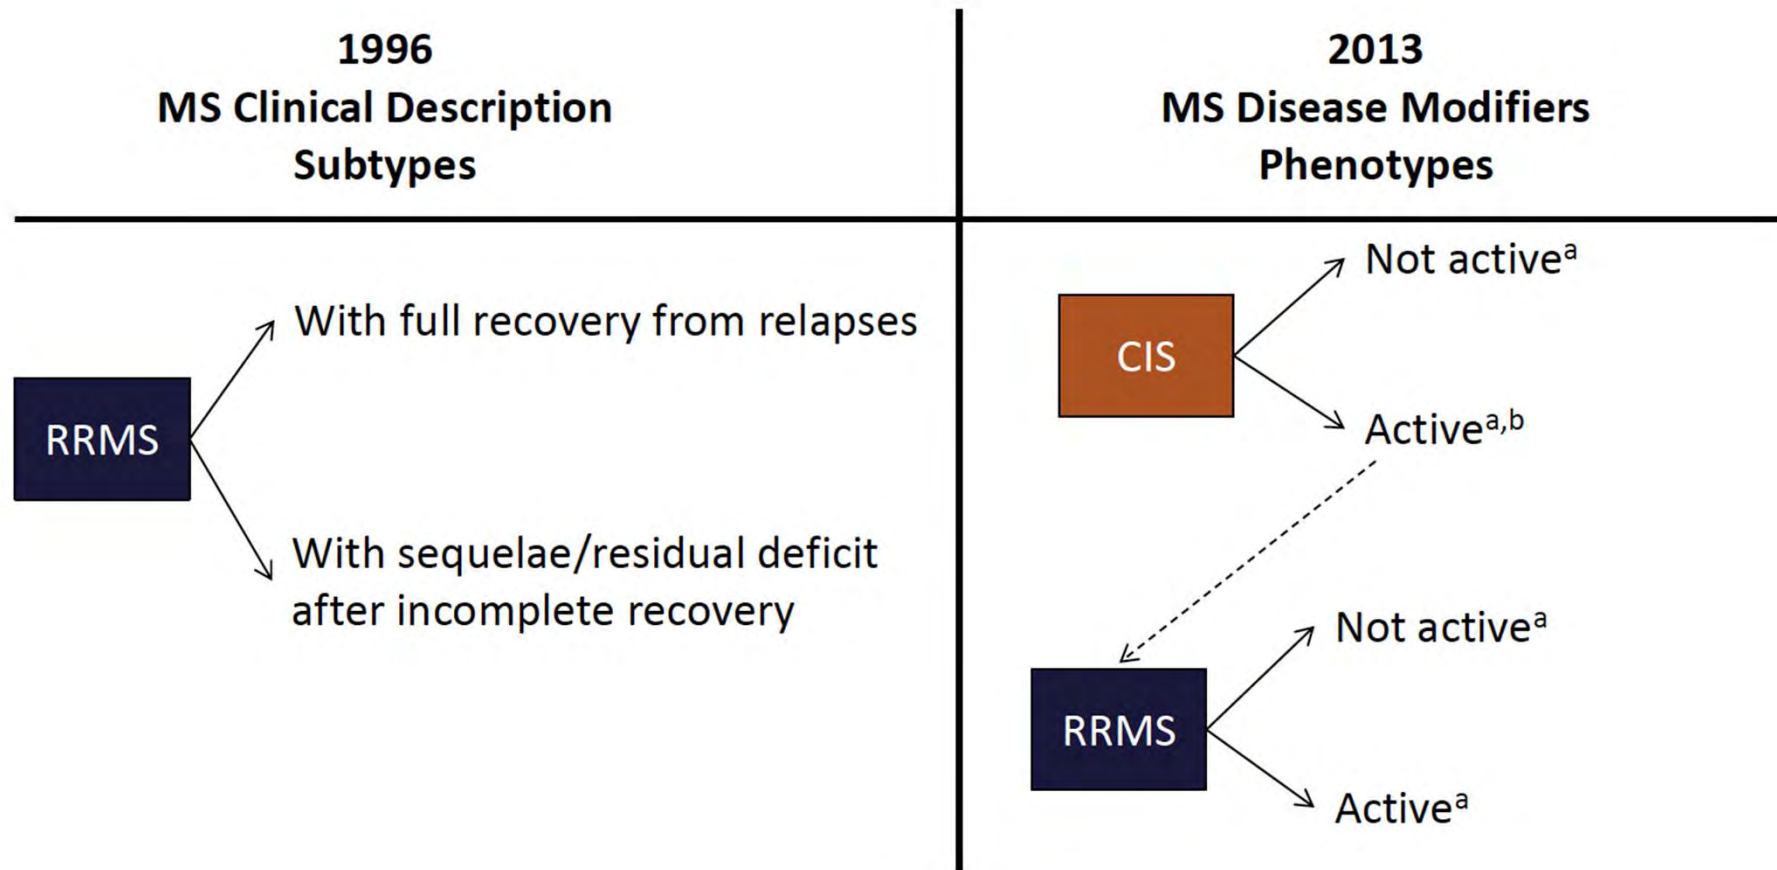 1996
MS Clinical Description
Subtypes
RRMS
With full recovery from relapses
With sequelae/residual deficit
after incomplete recovery
2013
MS Disease Modifiers
Phenotypes
CIS
Not activeᵃ
Activeᵃ,ᵇ
RRMS
Not activeᵃ
Activeᵃ